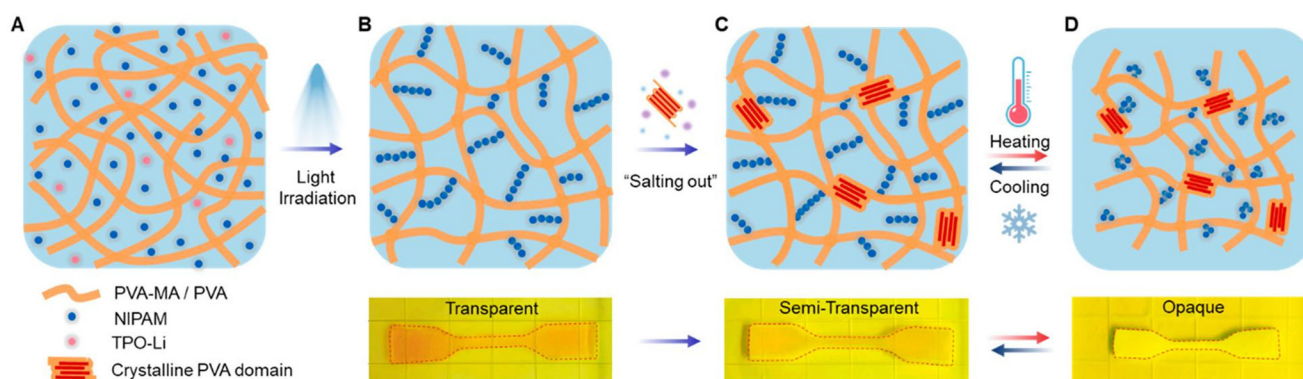 A
B
C
D
Light
Irradiation
“Salting out”
Heating
Cooling
PVA-MA / PVA
NIPAM
TPO-Li
Crystalline PVA domain
Transparent
Semi-Transparent
Opaque